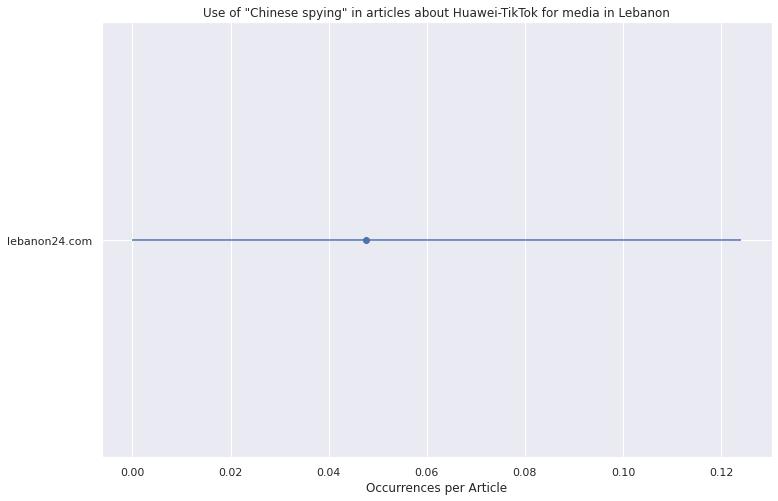 Use of "Chinese spying" in articles about Huawei-TikTok for media in Lebanon
lebanon24.com
0.00 0.02 0.04 0.06 0.08 0.10 0.12
Occurrences per Article